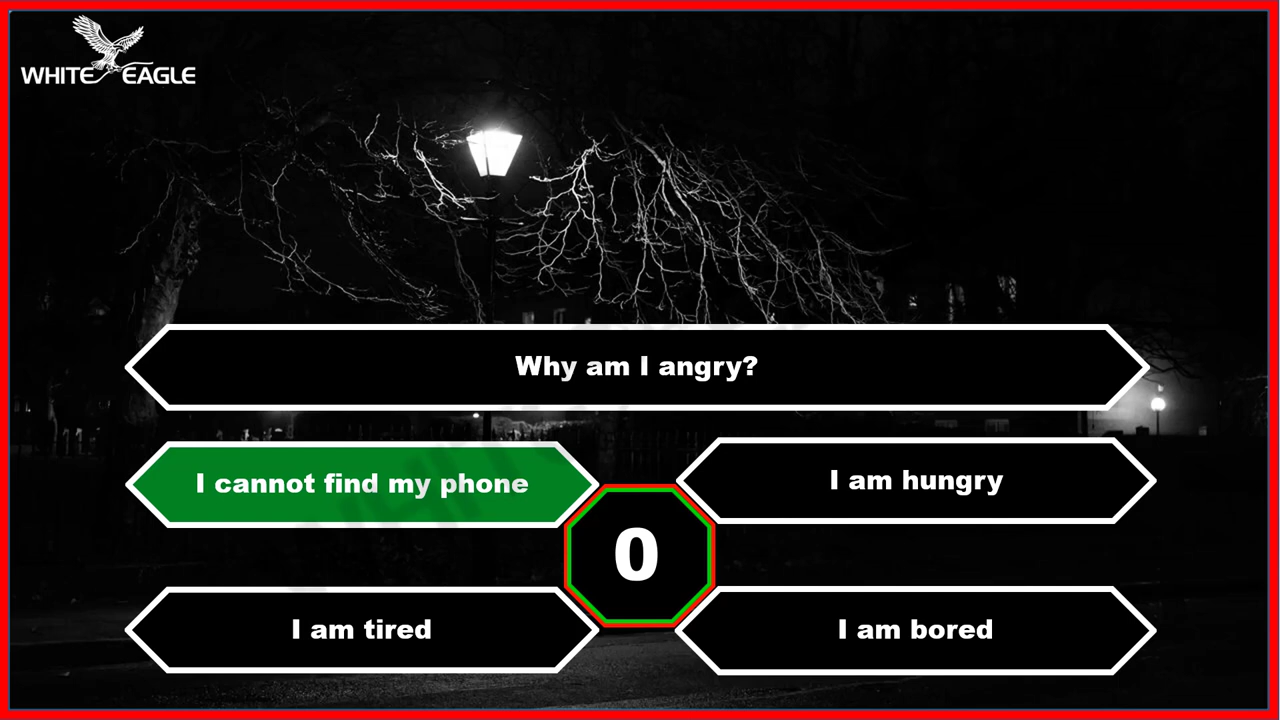 WHITE EAGLE
Why am I angry?
I cannot find my phone
I am hungry
0
I am tired
I am bored